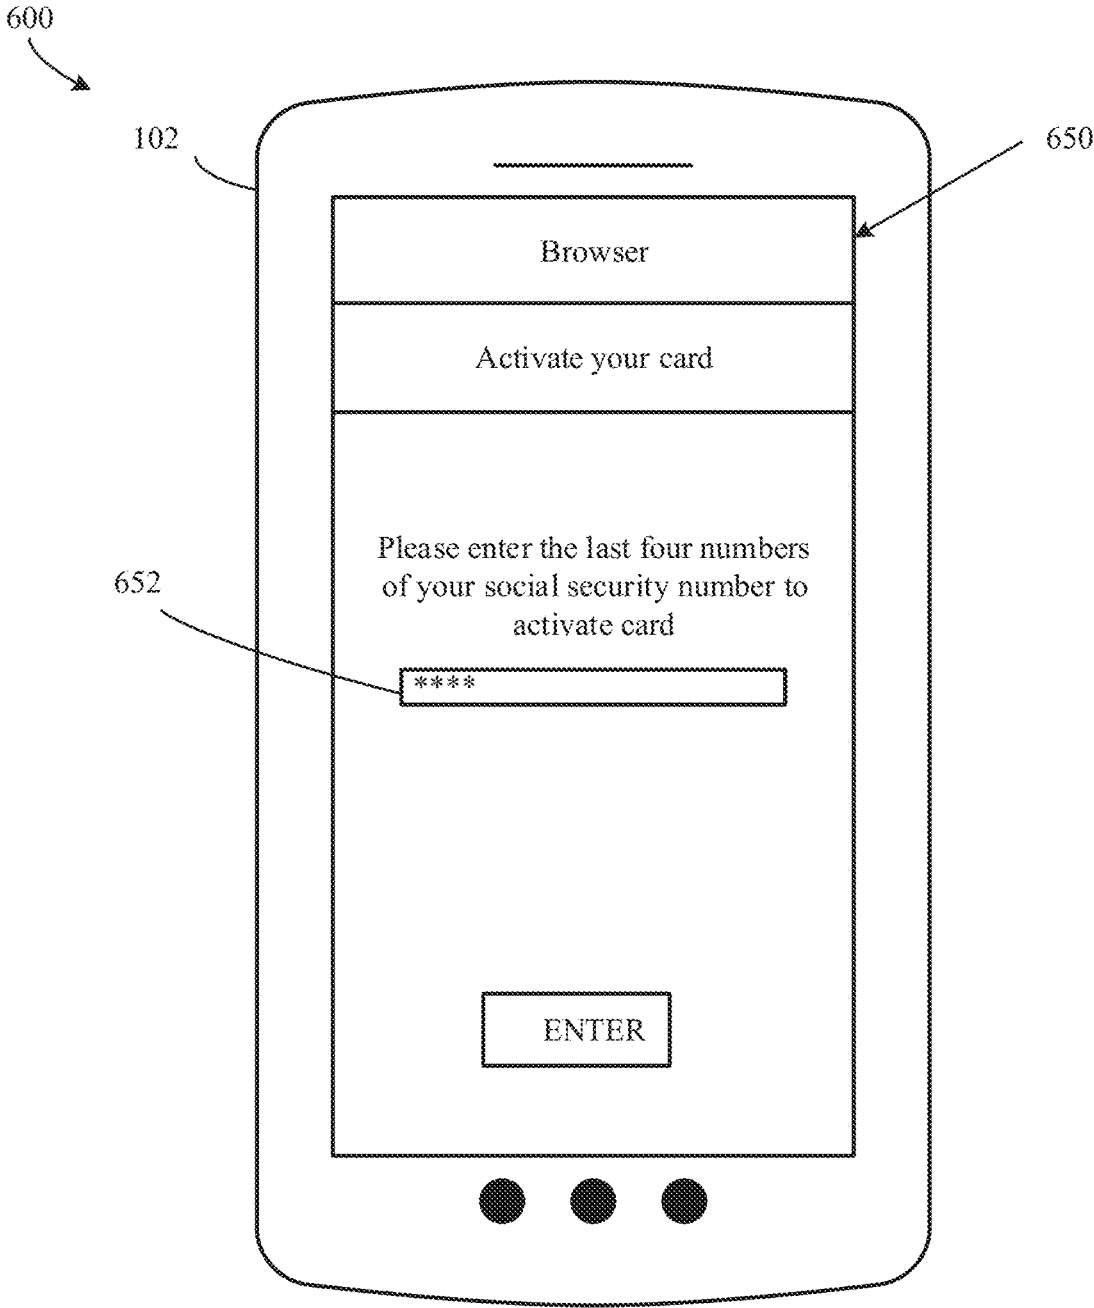 600
102
650
Browser
Activate your card
Please enter the last four numbers
of your social security number to
activate card
652
****
ENTER